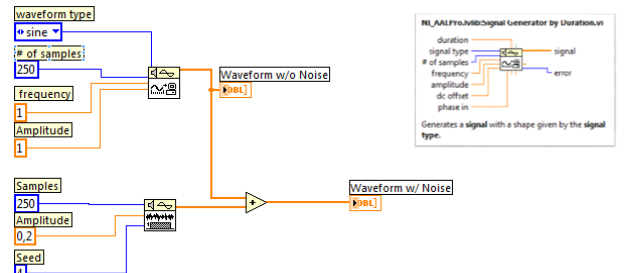 waveform type
sine
# of samples
250
frequency
1
Amplitude
1
Waveform w/o Noise
DBL
Samples
250
Amplitude
0,2
Seed
4
Waveform w/ Noise
DBL
NI_AALPro.lvlib:Signal Generator by Duration.vi
duration
signal type
# of samples
frequency
amplitude
dc offset
phase in
signal
error
Generates a signal with a shape given by the signal
type.